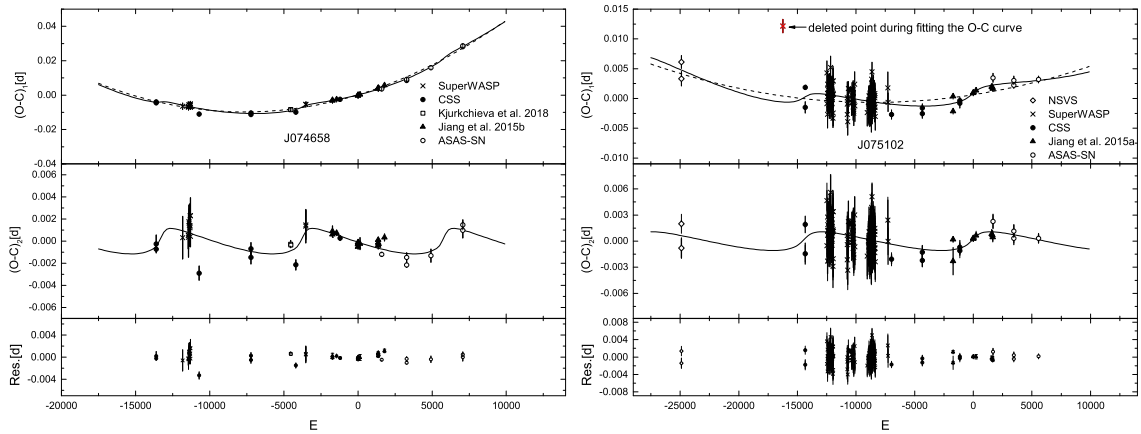 0.04
0.02
0.00
-0.02
-0.04
(O-C)₁[d]
SuperWASP
CSS
Kjurkchieva et al. 2018
Jiang et al. 2015b
ASAS-SN
J074658
0.006
0.004
0.002
0.000
-0.002
-0.004
-0.006
(O-C)₂[d]
0.004
0.000
-0.004
Res.[d]
-20000 -15000 -10000 -5000 0 5000 10000
E
0.015
0.010
0.005
0.000
-0.005
-0.010
(O-C)₁[d]
deleted point during fitting the O-C curve
NSVS
SuperWASP
CSS
Jiang et al. 2015a
ASAS-SN
J075102
0.006
0.003
0.000
-0.003
-0.006
(O-C)₂[d]
0.008
0.004
0.000
-0.004
-0.008
Res.[d]
-25000 -20000 -15000 -10000 -5000 0 5000 10000
E